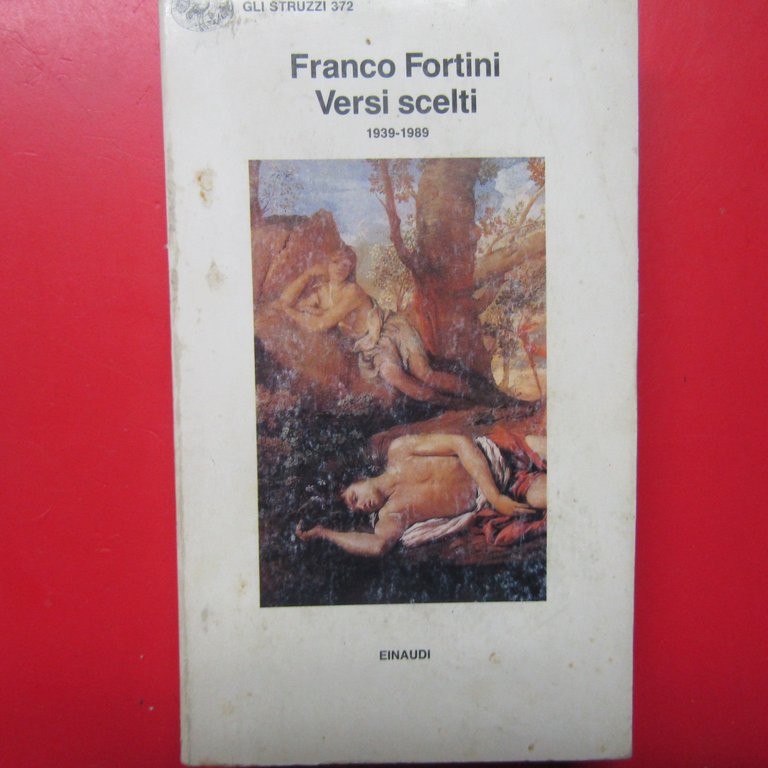 GLI STRUZZI 372
Franco Fortini
Versi scelti
1939-1989
EINAUDI